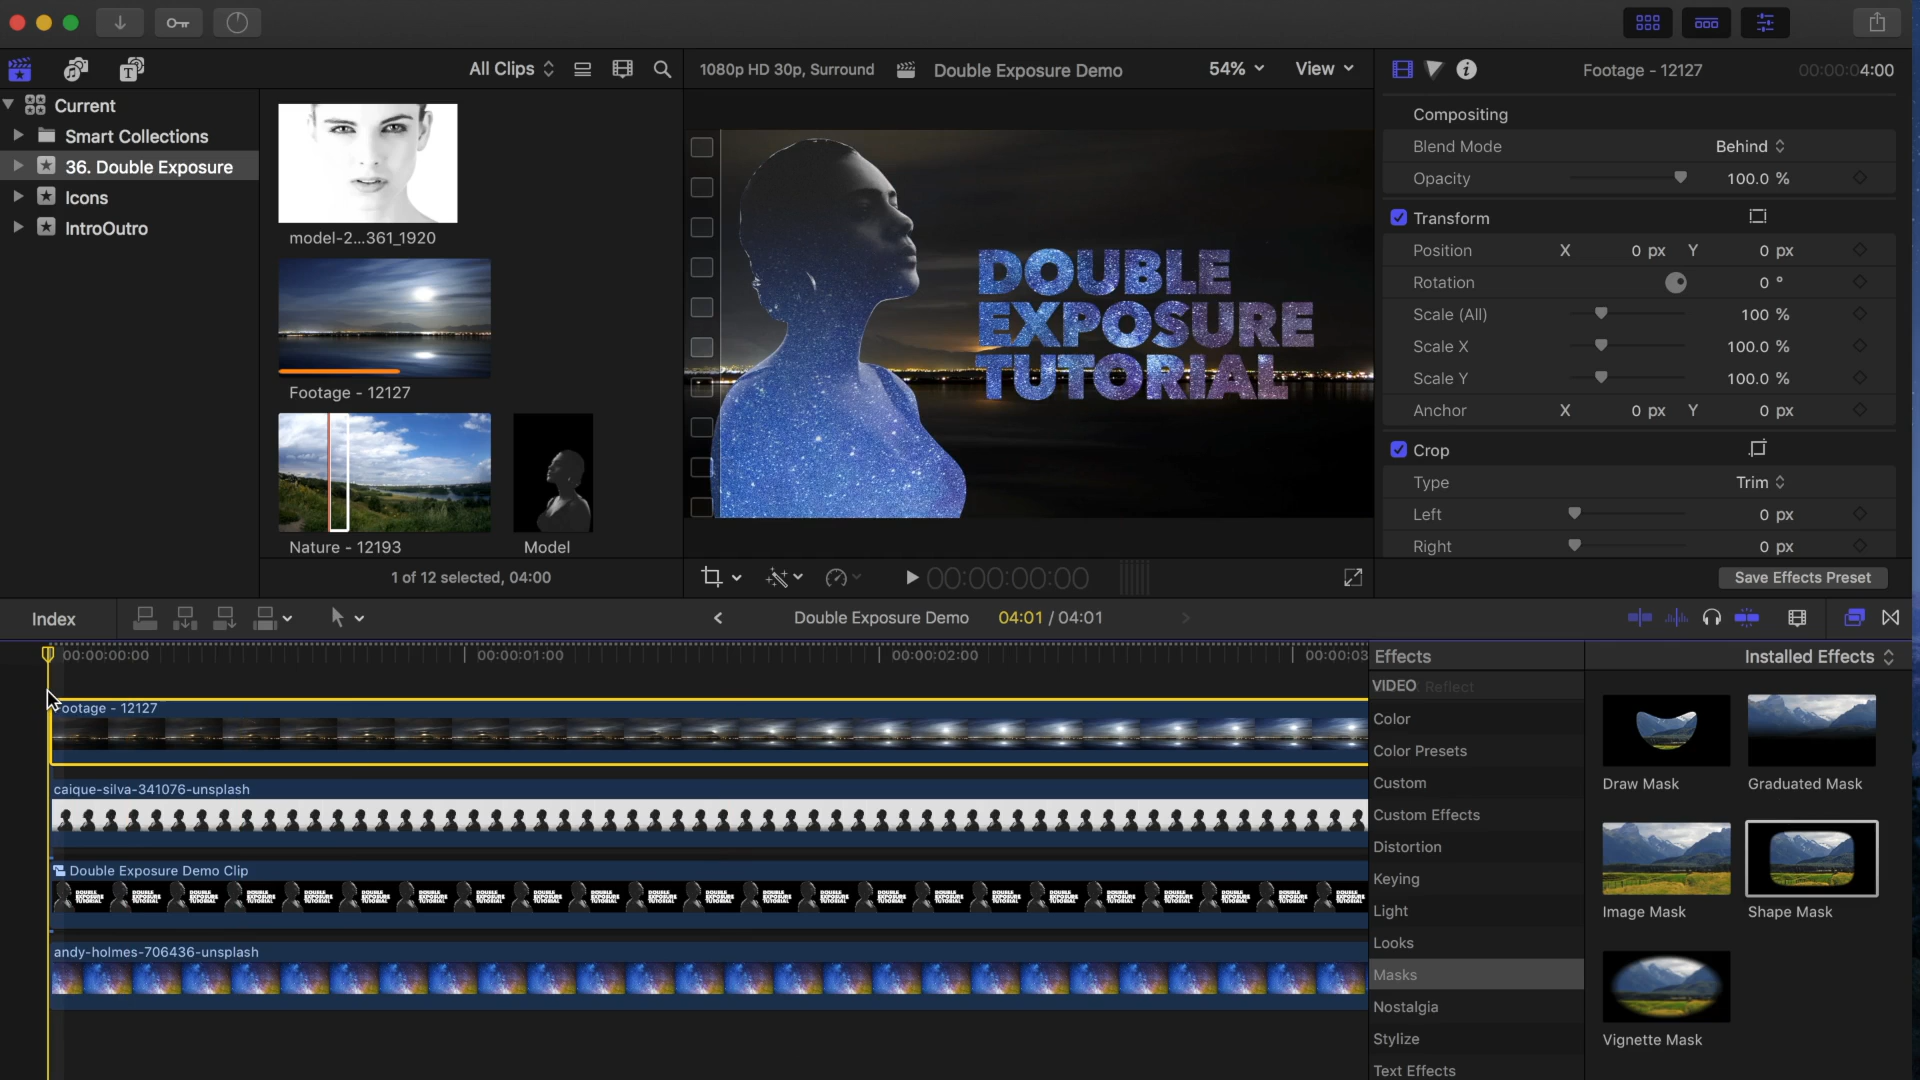 All Clips
1080p HD 30p, Surround
Double Exposure Demo
54%
View
Footage - 12127
00:00:04:00
Current
Smart Collections
36. Double Exposure
Icons
IntroOutro
model-2...361_1920
Footage - 12127
Nature - 12193
Model
1 of 12 selected, 04:00
DOUBLE
EXPOSURE
TUTORIAL
00:00:00:00
Compositing
Blend Mode
Behind
Opacity
100.0 %
Transform
Position
X
0 px
Y
0 px
Rotation
0 °
Scale (All)
100 %
Scale X
100.0 %
Scale Y
100.0 %
Anchor
X
0 px
Y
0 px
Crop
Type
Trim
Left
0 px
Right
0 px
Save Effects Preset
Index
Double Exposure Demo
04:01 / 04:01
00:00:00:00
00:00:01:00
00:00:02:00
00:00:03
ootage - 12127
caique-silva-341076-unsplash
Double Exposure Demo Clip
andy-holmes-706436-unsplash
Effects
Installed Effects
VIDEO
Reflect
Color
Color Presets
Custom
Custom Effects
Distortion
Keying
Light
Looks
Masks
Nostalgia
Stylize
Text Effects
Draw Mask
Graduated Mask
Image Mask
Shape Mask
Vignette Mask